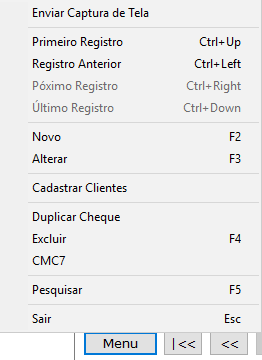 Enviar Captura de Tela
Primeiro Registro Ctrl+Up
Registro Anterior Ctrl+Left
Póximo Registro Ctrl+Right
Último Registro Ctrl+Down
Novo F2
Alterar F3
Cadastrar Clientes
Duplicar Cheque
Excluir F4
CMC7
Pesquisar F5
Sair Esc
Menu |<< <<